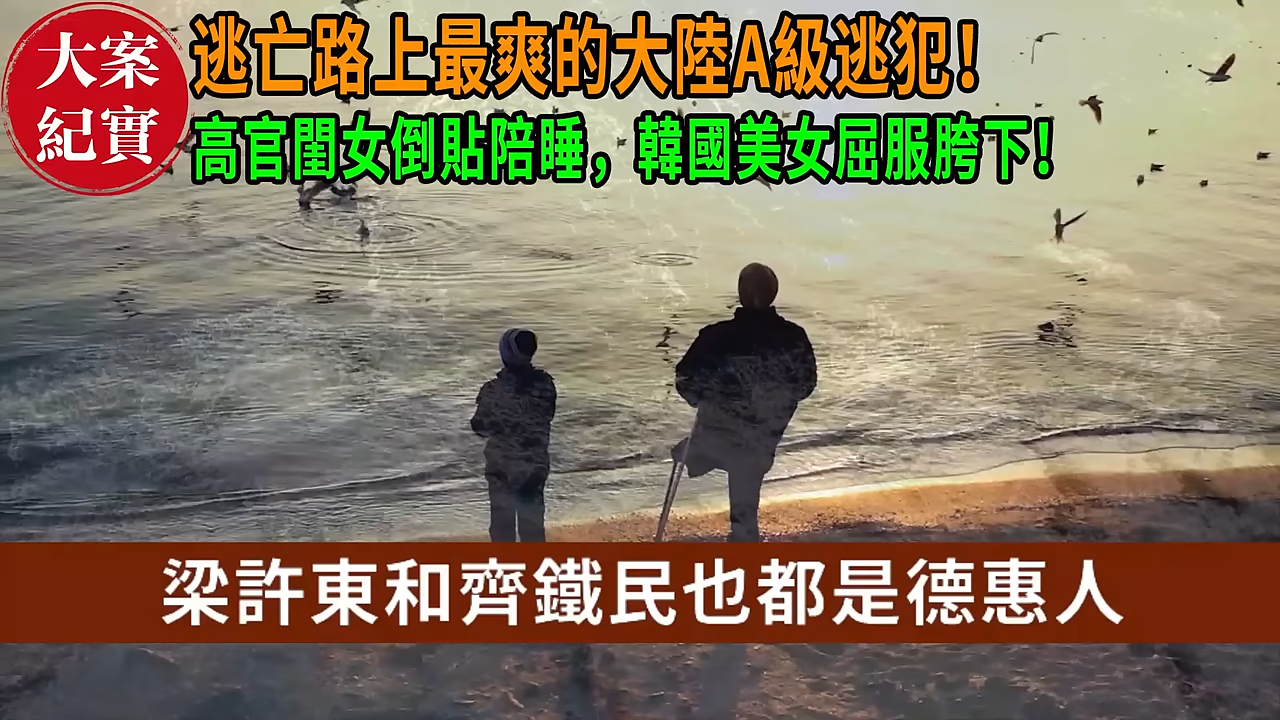 大案
紀實
逃亡路上最爽的大陸A級逃犯！
高官閨女倒貼陪睡，韓國美女屈服胯下！
梁許東和齊鐵民也都是德惠人